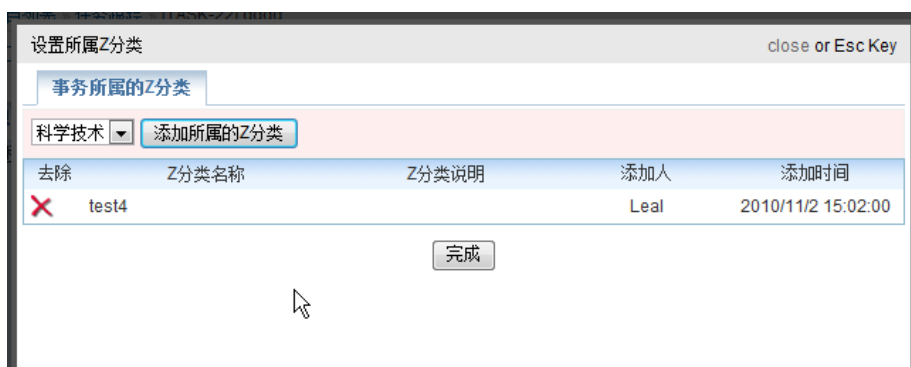 设置所属Z分类 close or Esc Key
事务所属的Z分类
科学技术 添加所属的Z分类
去除 Z分类名称 Z分类说明 添加人 添加时间
test4 Leal 2010/11/2 15:02:00
完成